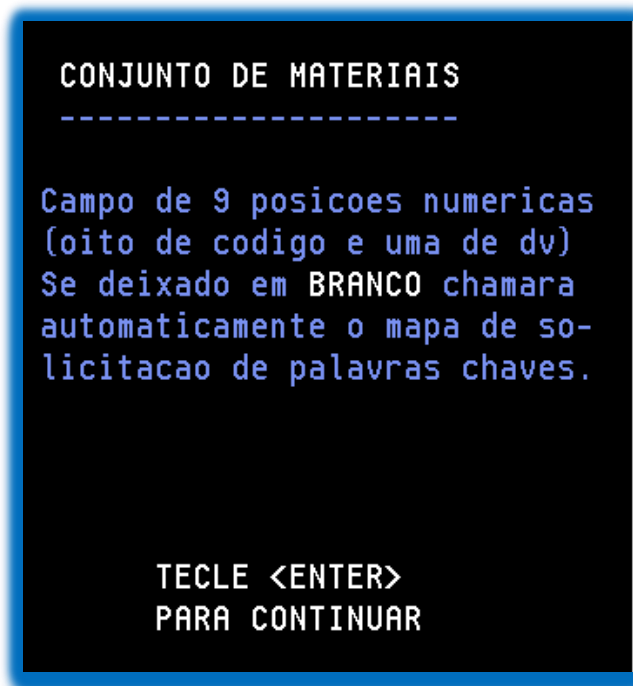 CONJUNTO DE MATERIAIS
---------------------
Campo de 9 posicoes numericas
(oito de codigo e uma de dv)
Se deixado em BRANCO chamara
automaticamente o mapa de so-
licitacao de palavras chaves.
TECLE <ENTER>
PARA CONTINUAR